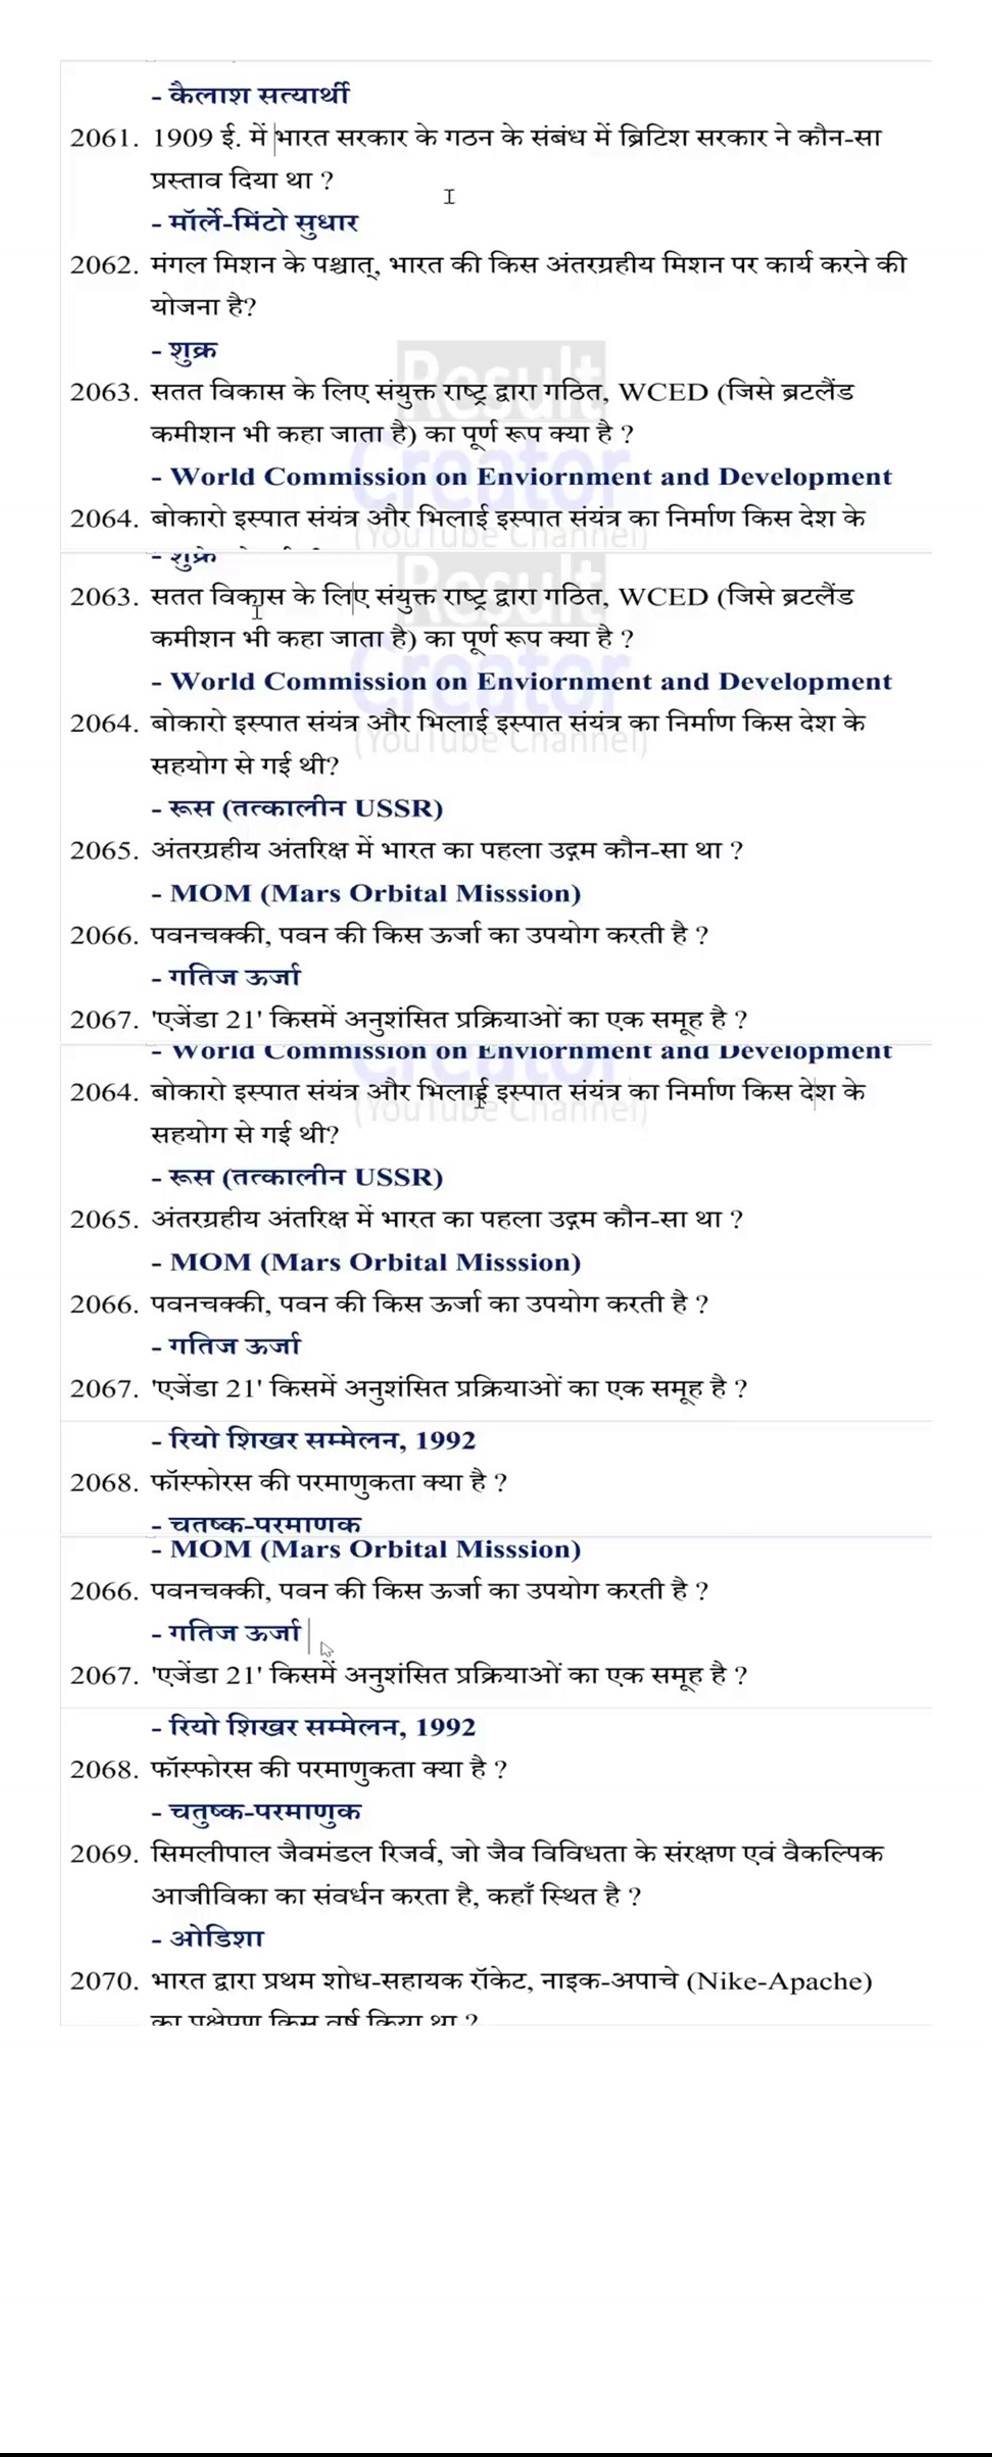 - कैलाश सत्यार्थी
2061. 1909 ई. में भारत सरकार के गठन के संबंध में ब्रिटिश सरकार ने कौन-सा
प्रस्ताव दिया था ?
- मॉर्ले-मिंटो सुधार
2062. मंगल मिशन के पश्चात्, भारत की किस अंतरग्रहीय मिशन पर कार्य करने की
योजना है?
- शुक्र
Result
2063. सतत विकास के लिए संयुक्त राष्ट्र द्वारा गठित, WCED (जिसे ब्रटलैंड
कमीशन भी कहा जाता है) का पूर्ण रूप क्या है ?
Creator
- World Commission on Enviornment and Development
2064. बोकारो इस्पात संयंत्र और भिलाई इस्पात संयंत्र का निर्माण किस देश के
(YouTube Channel)
- शुक्र
Result
2063. सतत विकास के लिए संयुक्त राष्ट्र द्वारा गठित, WCED (जिसे ब्रटलैंड
कमीशन भी कहा जाता है) का पूर्ण रूप क्या है ?
Creator
- World Commission on Enviornment and Development
2064. बोकारो इस्पात संयंत्र और भिलाई इस्पात संयंत्र का निर्माण किस देश के
(YouTube Channel)
सहयोग से गई थी?
- रूस (तत्कालीन USSR)
2065. अंतरग्रहीय अंतरिक्ष में भारत का पहला उद्गम कौन-सा था ?
- MOM (Mars Orbital Misssion)
2066. पवनचक्की, पवन की किस ऊर्जा का उपयोग करती है ?
- गतिज ऊर्जा
2067. 'एजेंडा 21' किसमें अनुशंसित प्रक्रियाओं का एक समूह है ?
Creator
- World Commission on Enviornment and Development
2064. बोकारो इस्पात संयंत्र और भिलाई इस्पात संयंत्र का निर्माण किस देश के
(YouTube Channel)
सहयोग से गई थी?
- रूस (तत्कालीन USSR)
2065. अंतरग्रहीय अंतरिक्ष में भारत का पहला उद्गम कौन-सा था ?
- MOM (Mars Orbital Misssion)
2066. पवनचक्की, पवन की किस ऊर्जा का उपयोग करती है ?
- गतिज ऊर्जा
2067. 'एजेंडा 21' किसमें अनुशंसित प्रक्रियाओं का एक समूह है ?
- रियो शिखर सम्मेलन, 1992
2068. फॉस्फोरस की परमाणुकता क्या है ?
- चतुष्क-परमाणुक
- MOM (Mars Orbital Misssion)
2066. पवनचक्की, पवन की किस ऊर्जा का उपयोग करती है ?
- गतिज ऊर्जा
2067. 'एजेंडा 21' किसमें अनुशंसित प्रक्रियाओं का एक समूह है ?
- रियो शिखर सम्मेलन, 1992
2068. फॉस्फोरस की परमाणुकता क्या है ?
- चतुष्क-परमाणुक
2069. सिमलीपाल जैवमंडल रिजर्व, जो जैव विविधता के संरक्षण एवं वैकल्पिक
आजीविका का संवर्धन करता है, कहाँ स्थित है ?
- ओडिशा
2070. भारत द्वारा प्रथम शोध-सहायक रॉकेट, नाइक-अपाचे (Nike-Apache)
का प्रक्षेपण किस वर्ष किया था ?